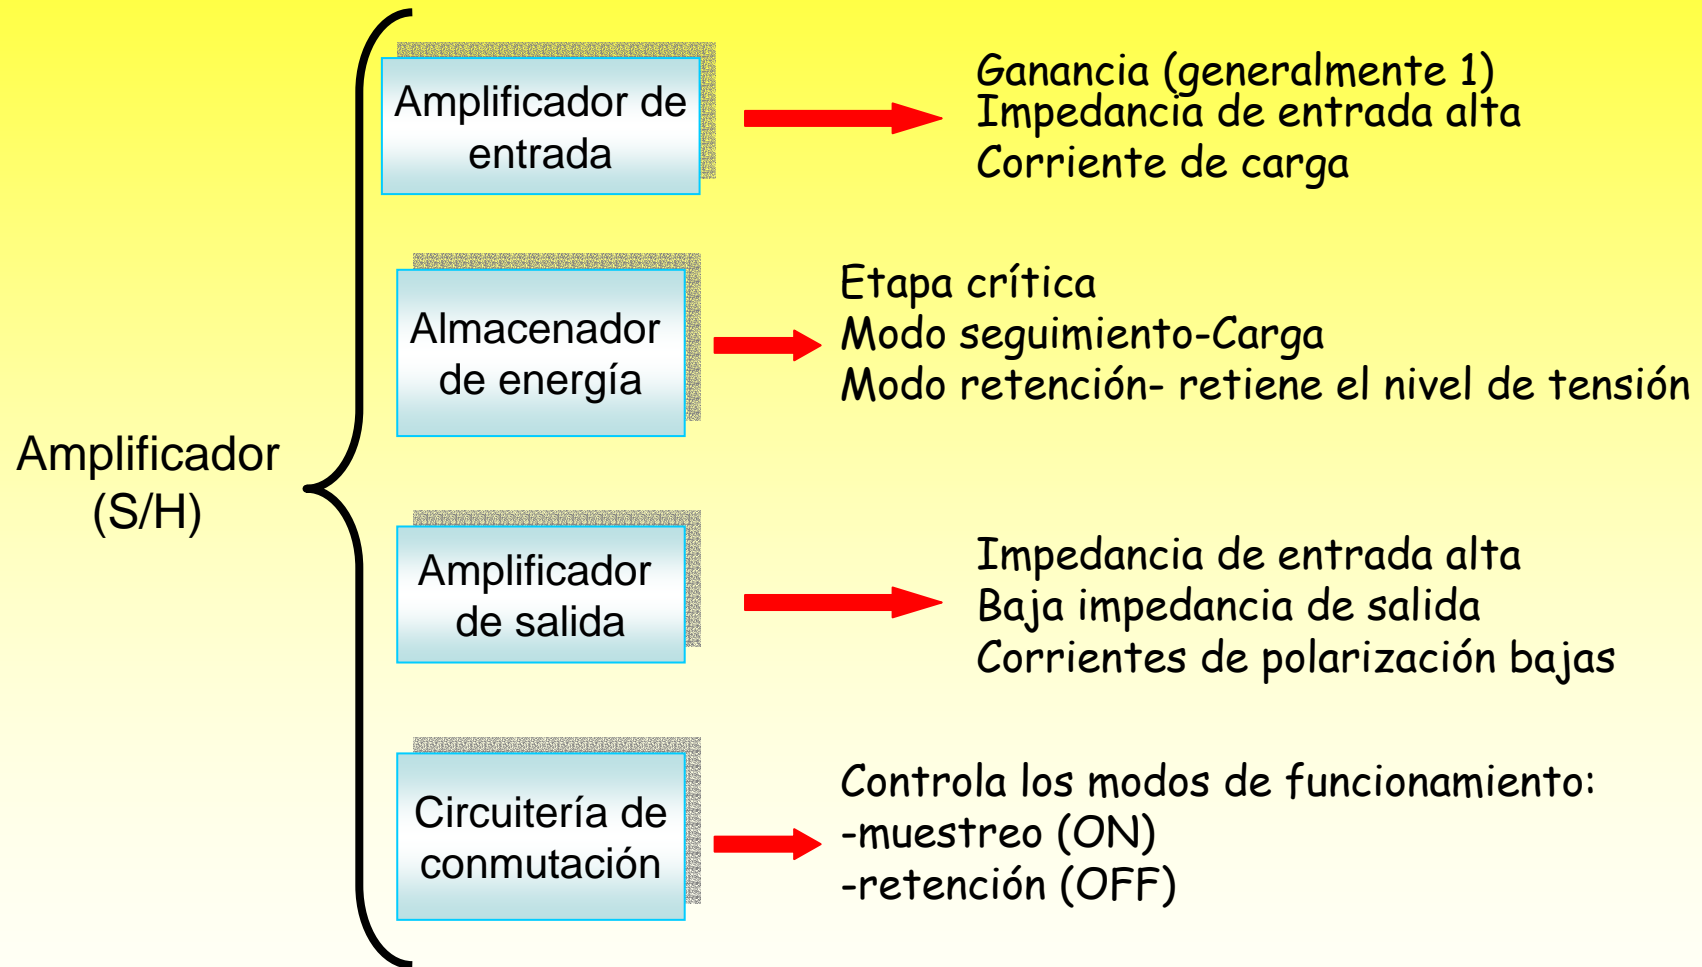 Amplificador
(S/H)
Amplificador de
entrada
Ganancia (generalmente 1)
Impedancia de entrada alta
Corriente de carga
Almacenador
de energía
Etapa crítica
Modo seguimiento-Carga
Modo retención- retiene el nivel de tensión
Amplificador
de salida
Impedancia de entrada alta
Baja impedancia de salida
Corrientes de polarización bajas
Circuitería de
conmutación
Controla los modos de funcionamiento:
-muestreo (ON)
-retención (OFF)